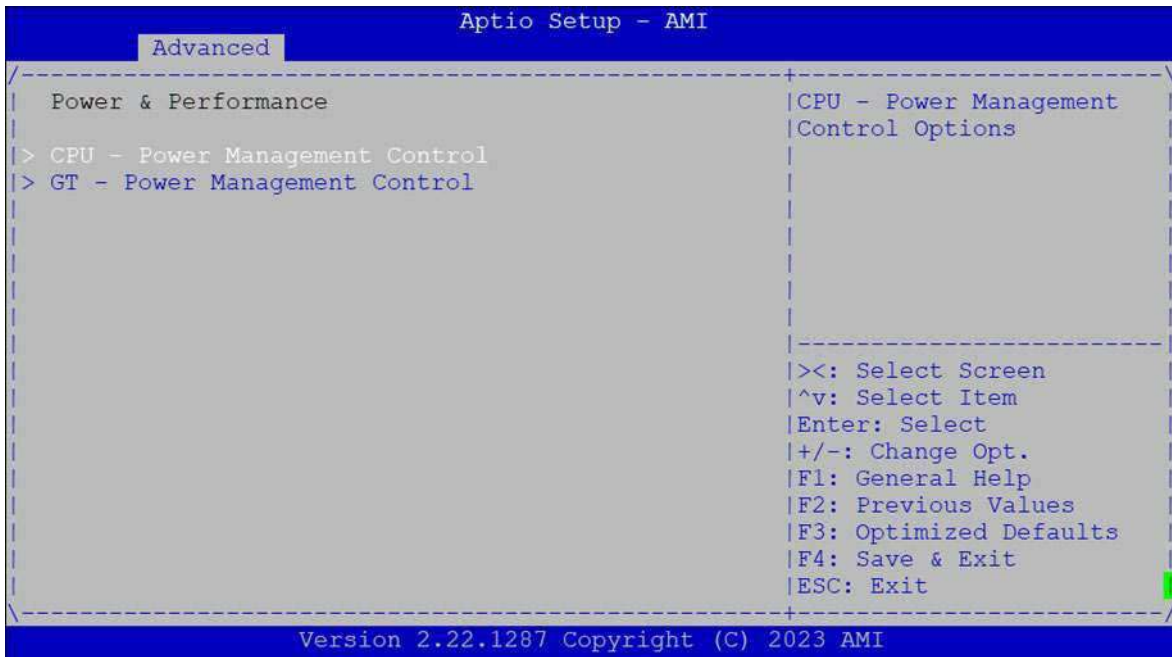 Aptio Setup - AMI
Advanced
Power & Performance
> CPU - Power Management Control
> GT - Power Management Control
CPU - Power Management
Control Options
><: Select Screen
^v: Select Item
Enter: Select
+/-: Change Opt.
F1: General Help
F2: Previous Values
F3: Optimized Defaults
F4: Save & Exit
ESC: Exit
Version 2.22.1287 Copyright (C) 2023 AMI